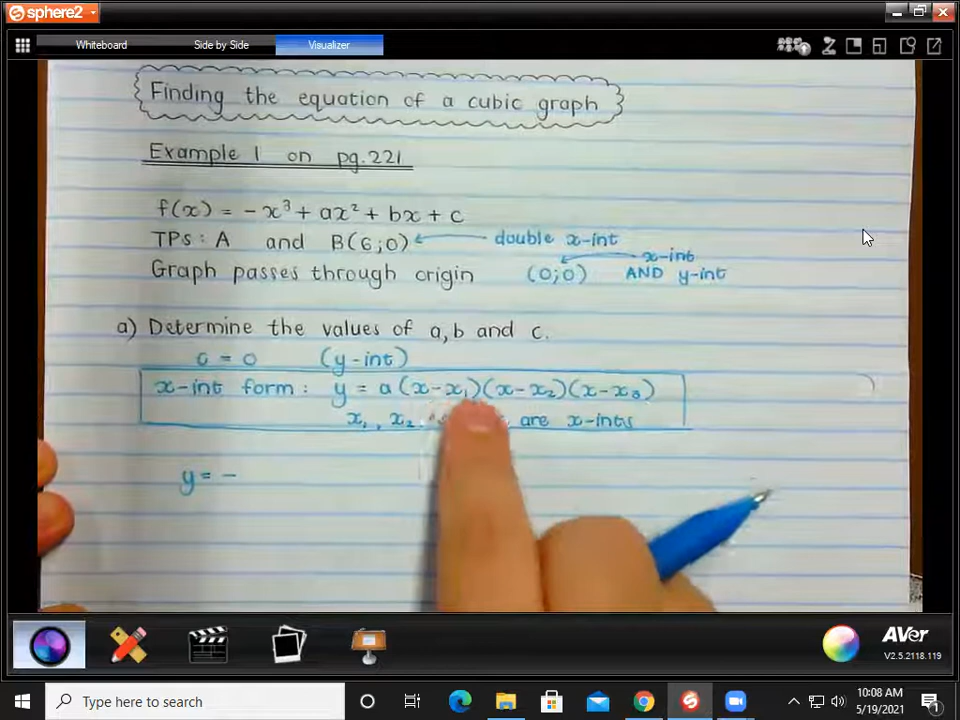 sphere2
Whiteboard
Side by Side
Visualizer
Finding the equation of a cubic graph
Example 1 on pg.221
f(x) = -x³ + ax² + bx + c
TPs: A and B(6;0) ← double x-int
Graph passes through origin (0;0) ← x-int AND y-int
a) Determine the values of a, b and c.
c = 0 (y-int)
x-int form: y = a(x-x₁)(x-x₂)(x-x₃)
x₁, x₂ are x-ints
y = -
AVer
V2.5.2118.119
Type here to search
10:08 AM
5/19/2021
1